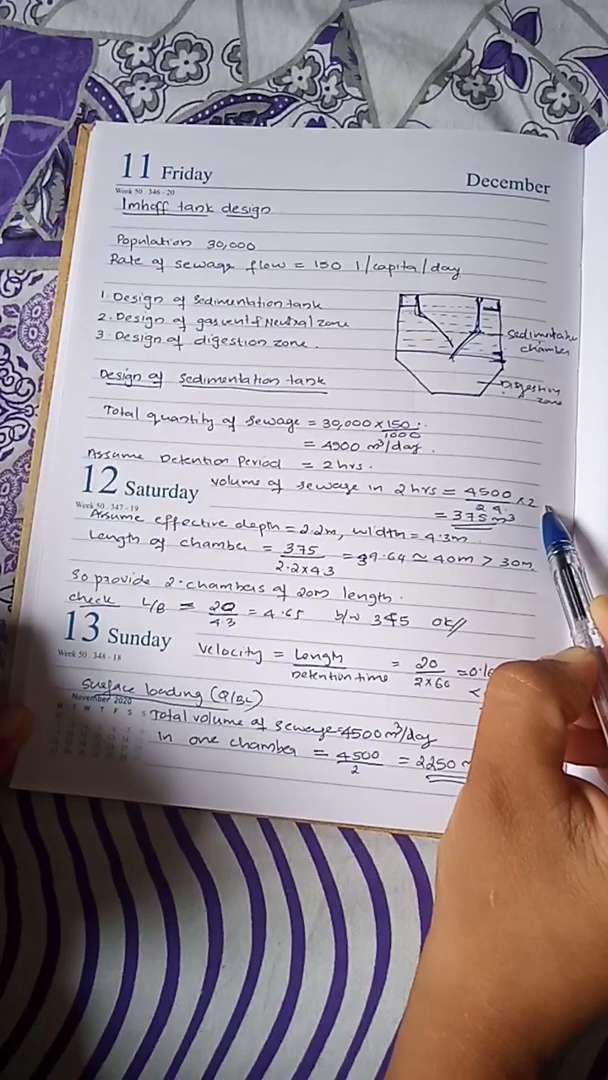 11 Friday
December
Week 50 346 - 20
Imhoff tank design
Population 30,000
Rate of sewage flow = 150 l/capita/day
1. Design of sedimentation tank
2. Design of gas vent & Neutral zone
3. Design of digestion zone.
Sedimentation
chamber
Digestion
zone
Design of Sedimentation tank
Total quantity of sewage = 30,000 x 150
1000
= 4500 m³/day.
Assume Detention Period = 2 hrs.
12 Saturday
Week 50 347 - 19
volume of sewage in 2 hrs = 4500 x 2
24
= 375 m³
Assume effective depth = 2.2m, width = 4.3m
Length of chamber = 375 = 39.64 ≃ 40m > 30m
2.2x4.3
So provide 2. chambers of 20m length.
check L/B = 20 = 4.65 b/w 3 & 5 ok//
4.3
13 Sunday
Week 50 348 - 18
Velocity = Length = 20
Detention time 2x60
<
Surface loading (Q/BL)
November 2020
Total volume of sewage = 4500 m³/day
in one chamber = 4500 = 2250
2